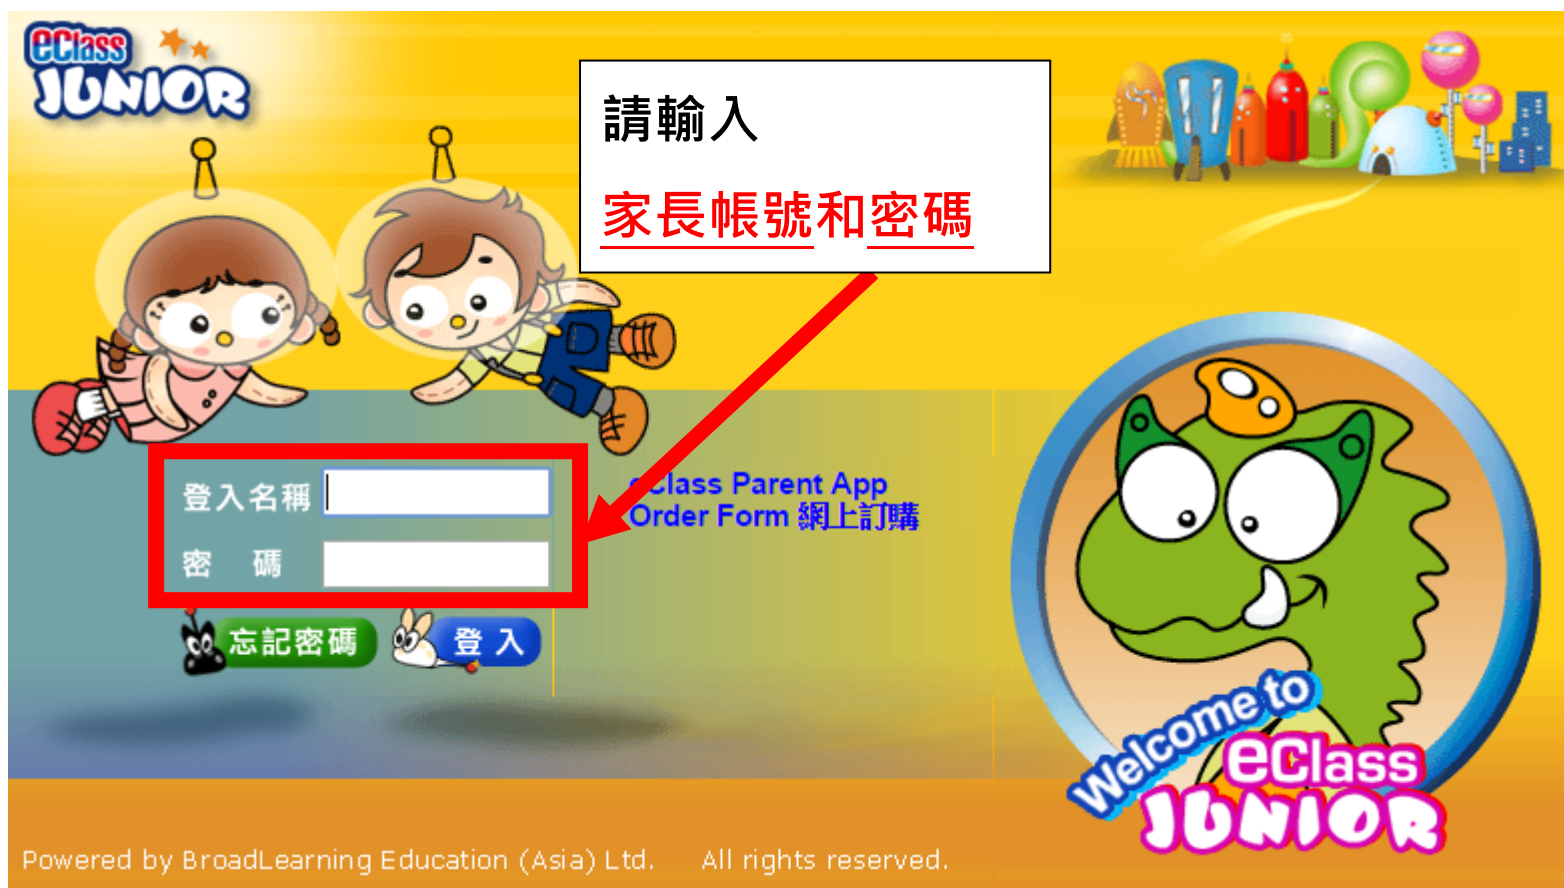 eClass
JUNIOR
請輸入
家長帳號和密碼
登入名稱
密 碼
eClass Parent App
Order Form 網上訂購
忘記密碼
登 入
Welcome to
eClass
JUNIOR
Powered by BroadLearning Education (Asia) Ltd. All rights reserved.